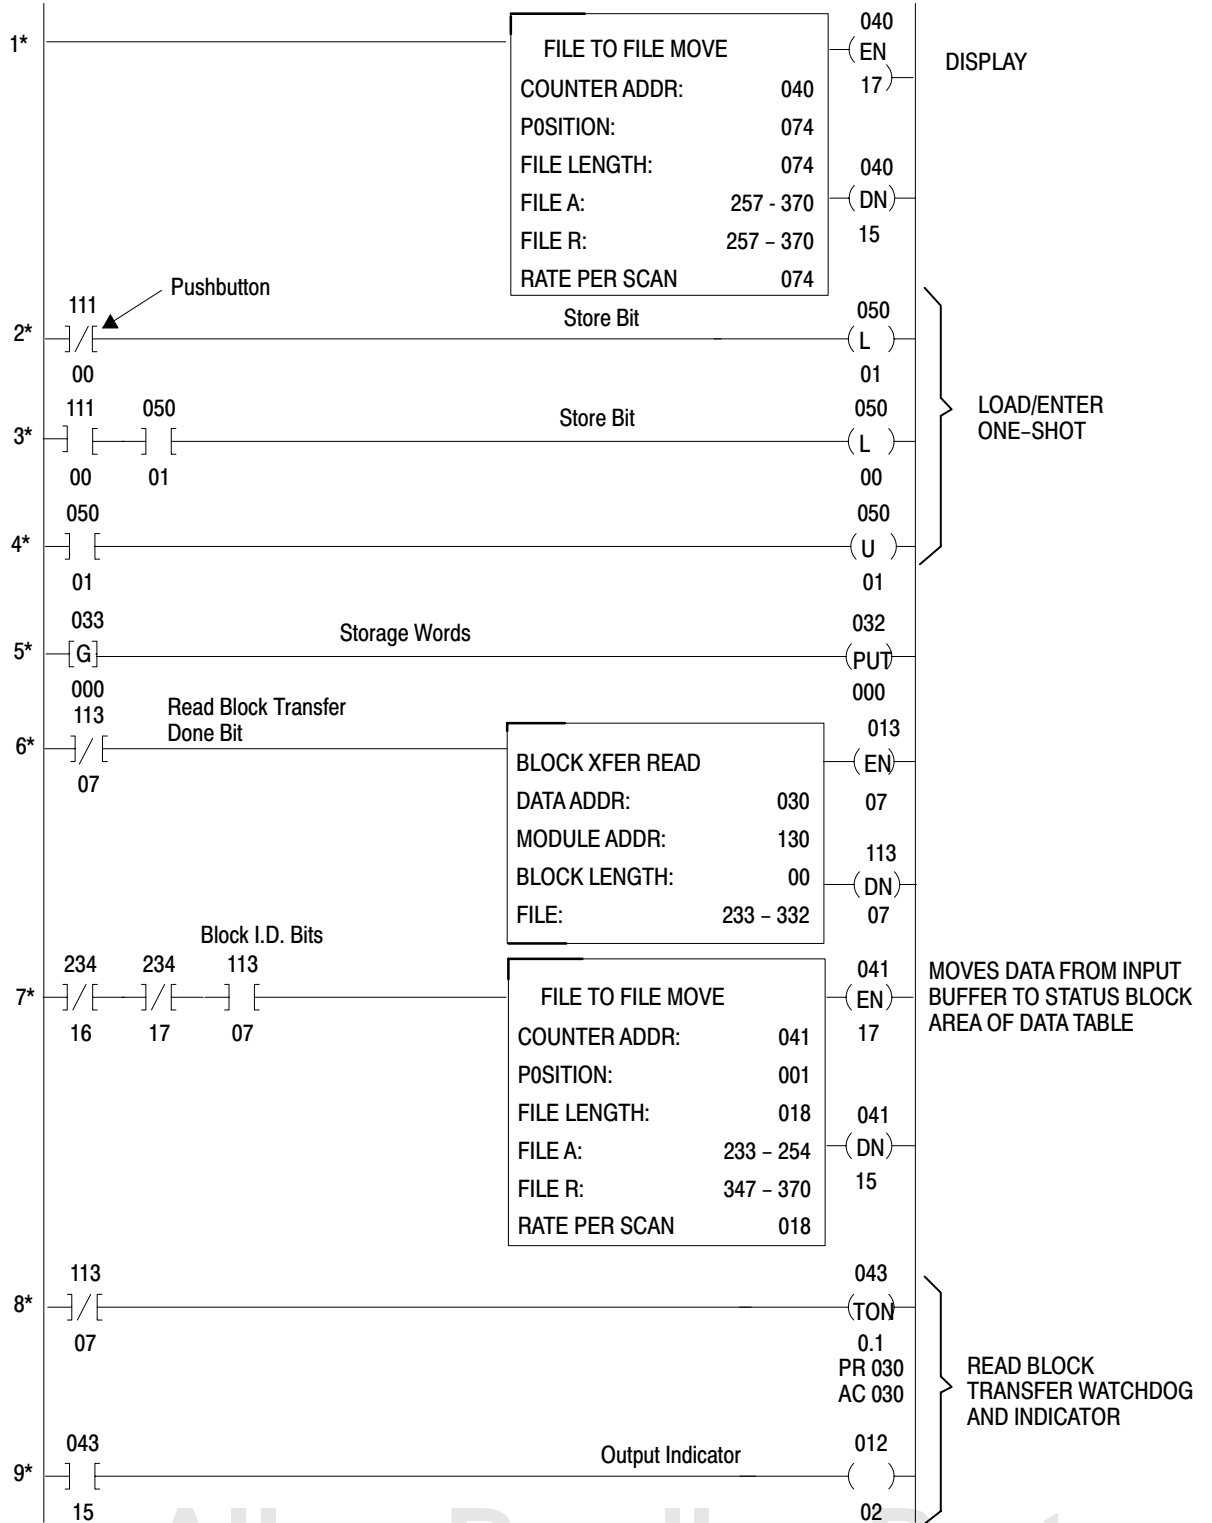 1*
FILE TO FILE MOVE
COUNTER ADDR: 040
P0SITION: 074
FILE LENGTH: 074
FILE A: 257 - 370
FILE R: 257 – 370
RATE PER SCAN 074
040
EN
17
040
DN
15
DISPLAY
Pushbutton
2*
111
00
Store Bit
050
L
01
3*
111
00
050
01
Store Bit
050
L
00
4*
050
01
050
U
01
LOAD/ENTER
ONE–SHOT
5*
033
G
000
Storage Words
032
PUT
000
6*
113
07
Read Block Transfer
Done Bit
BLOCK XFER READ
DATA ADDR: 030
MODULE ADDR: 130
BLOCK LENGTH: 00
FILE: 233 – 332
013
EN
07
113
DN
07
Block I.D. Bits
7*
234
16
234
17
113
07
FILE TO FILE MOVE
COUNTER ADDR: 041
P0SITION: 001
FILE LENGTH: 018
FILE A: 233 – 254
FILE R: 347 – 370
RATE PER SCAN 018
041
EN
17
041
DN
15
MOVES DATA FROM INPUT
BUFFER TO STATUS BLOCK
AREA OF DATA TABLE
8*
113
07
043
TON
0.1
PR 030
AC 030
9*
043
15
Output Indicator
012
02
READ BLOCK
TRANSFER WATCHDOG
AND INDICATOR